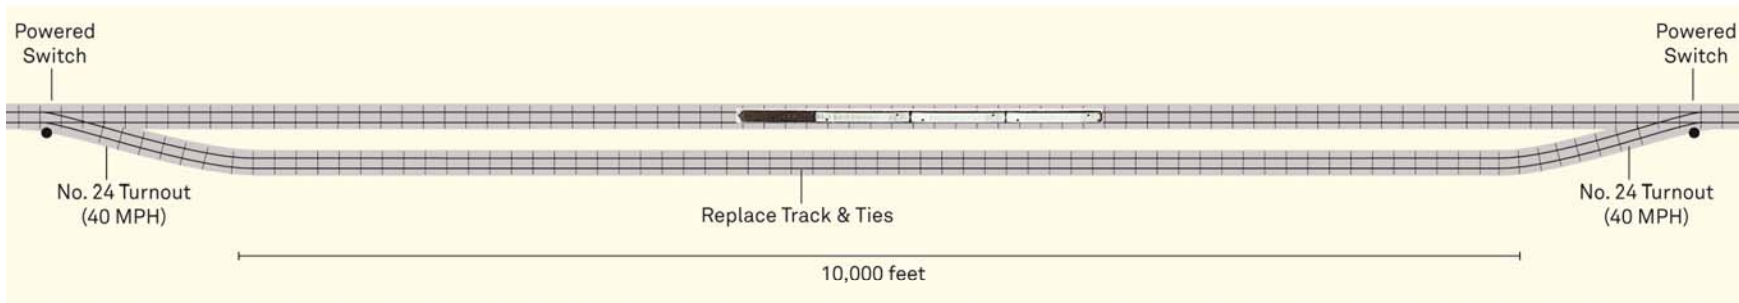 Powered
Switch
Powered
Switch
No. 24 Turnout
(40 MPH)
Replace Track & Ties
No. 24 Turnout
(40 MPH)
10,000 feet